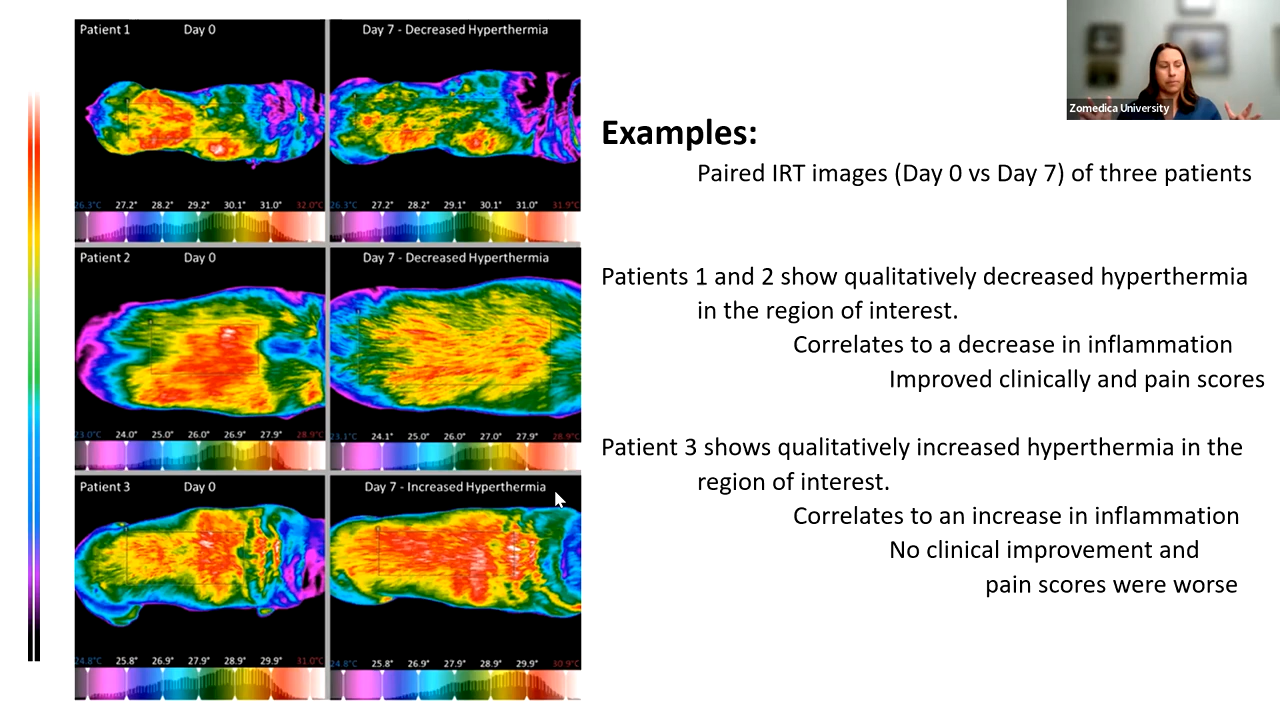 Patient 1 Day 0
Day 7 - Decreased Hyperthermia
26.3°C 27.2° 28.2° 29.2° 30.1° 31.0° 32.0°C
26.3°C 27.2° 28.2° 29.1° 30.1° 31.0° 31.9°C
Patient 2 Day 0
Day 7 - Decreased Hyperthermia
23.0°C 24.0° 25.0° 26.0° 26.9° 27.9° 28.9°C
23.1°C 24.1° 25.0° 26.0° 27.0° 27.9° 28.9°C
Patient 3 Day 0
Day 7 - Increased Hyperthermia
24.8°C 25.8° 26.9° 27.9° 28.9° 29.9° 31.0°C
24.8°C 25.8° 26.9° 27.9° 28.9° 29.9° 30.9°C
Zomedica University
Examples:
Paired IRT images (Day 0 vs Day 7) of three patients
Patients 1 and 2 show qualitatively decreased hyperthermia
in the region of interest.
Correlates to a decrease in inflammation
Improved clinically and pain scores
Patient 3 shows qualitatively increased hyperthermia in the
region of interest.
Correlates to an increase in inflammation
No clinical improvement and
pain scores were worse